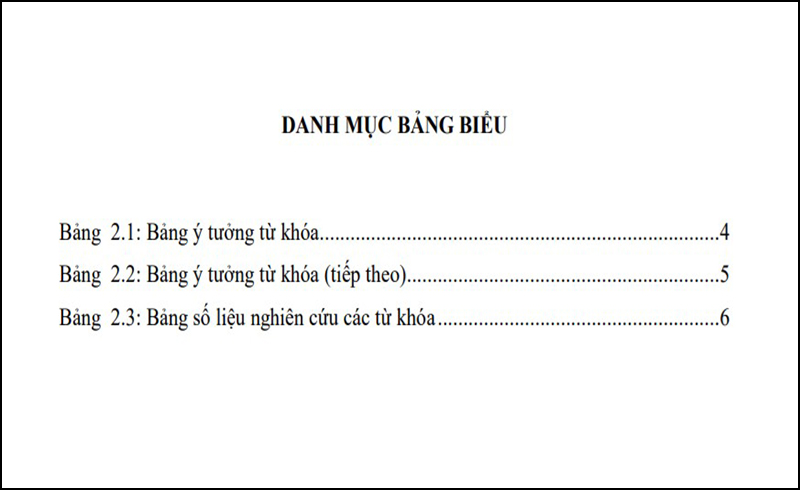 DANH MỤC BẢNG BIỂU
Bảng 2.1: Bảng ý tưởng từ khóa......................................................................4
Bảng 2.2: Bảng ý tưởng từ khóa (tiếp theo).......................................................5
Bảng 2.3: Bảng số liệu nghiên cứu các từ khóa..................................................6